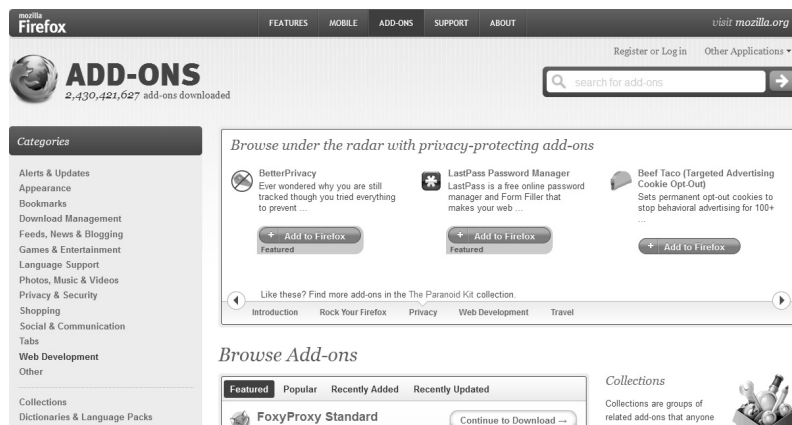 mozilla
Firefox
FEATURES MOBILE ADD-ONS SUPPORT ABOUT
visit mozilla.org
Register or Log in Other Applications
ADD-ONS
2,430,421,627 add-ons downloaded
search for add-ons
Categories
Alerts & Updates
Appearance
Bookmarks
Download Management
Feeds, News & Blogging
Games & Entertainment
Language Support
Photos, Music & Videos
Privacy & Security
Shopping
Social & Communication
Tabs
Web Development
Other
Collections
Dictionaries & Language Packs
Browse under the radar with privacy-protecting add-ons
BetterPrivacy
Ever wondered why you are still
tracked though you tried everything
to prevent ...
+ Add to Firefox
Featured
LastPass Password Manager
LastPass is a free online password
manager and Form Filler that
makes your web ...
+ Add to Firefox
Featured
Beef Taco (Targeted Advertising
Cookie Opt-Out)
Sets permanent opt-out cookies to
stop behavioral advertising for 100+
...
+ Add to Firefox
Like these? Find more add-ons in the The Paranoid Kit collection.
Introduction Rock Your Firefox Privacy Web Development Travel
Browse Add-ons
Featured Popular Recently Added Recently Updated
FoxyProxy Standard
Continue to Download →
Collections
Collections are groups of
related add-ons that anyone